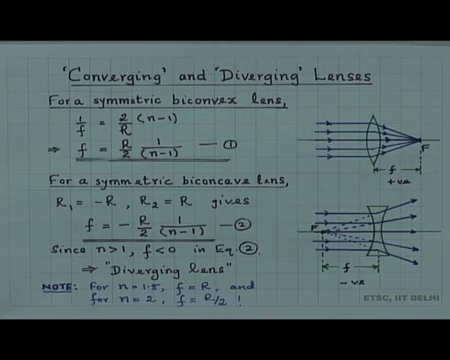 'Converging' and 'Diverging' Lenses
For a symmetric biconvex lens,
1/f = 2/R (n-1)
⇒ f = R/2 1/(n-1) — ①
F
f
+ve
For a symmetric biconcave lens,
R₁ = -R, R₂ = R gives
f = - R/2 1/(n-1) — ②
F
f
-ve
Since n>1, f<0 in Eq. ②.
⇒ "Diverging lens"
NOTE: For n=1.5, f=R, and
for n=2, f=R/2 !
ETSC, IIT DELHI